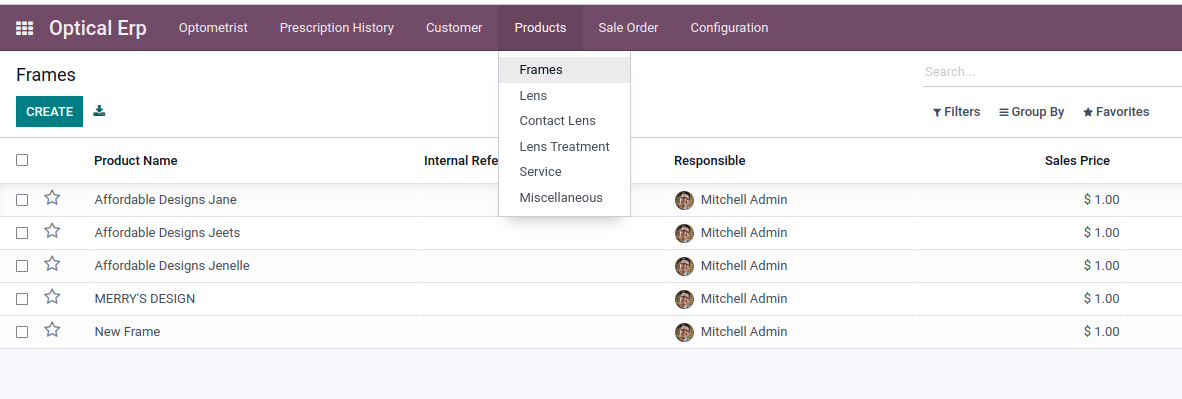 Optical Erp Optometrist Prescription History Customer Products Sale Order Configuration
Frames
Search...
CREATE
Filters Group By Favorites
Frames
Lens
Contact Lens
Lens Treatment
Service
Miscellaneous
Product Name Internal Refe Responsible Sales Price
Affordable Designs Jane Mitchell Admin $ 1.00
Affordable Designs Jeets Mitchell Admin $ 1.00
Affordable Designs Jenelle Mitchell Admin $ 1.00
MERRY'S DESIGN Mitchell Admin $ 1.00
New Frame Mitchell Admin $ 1.00